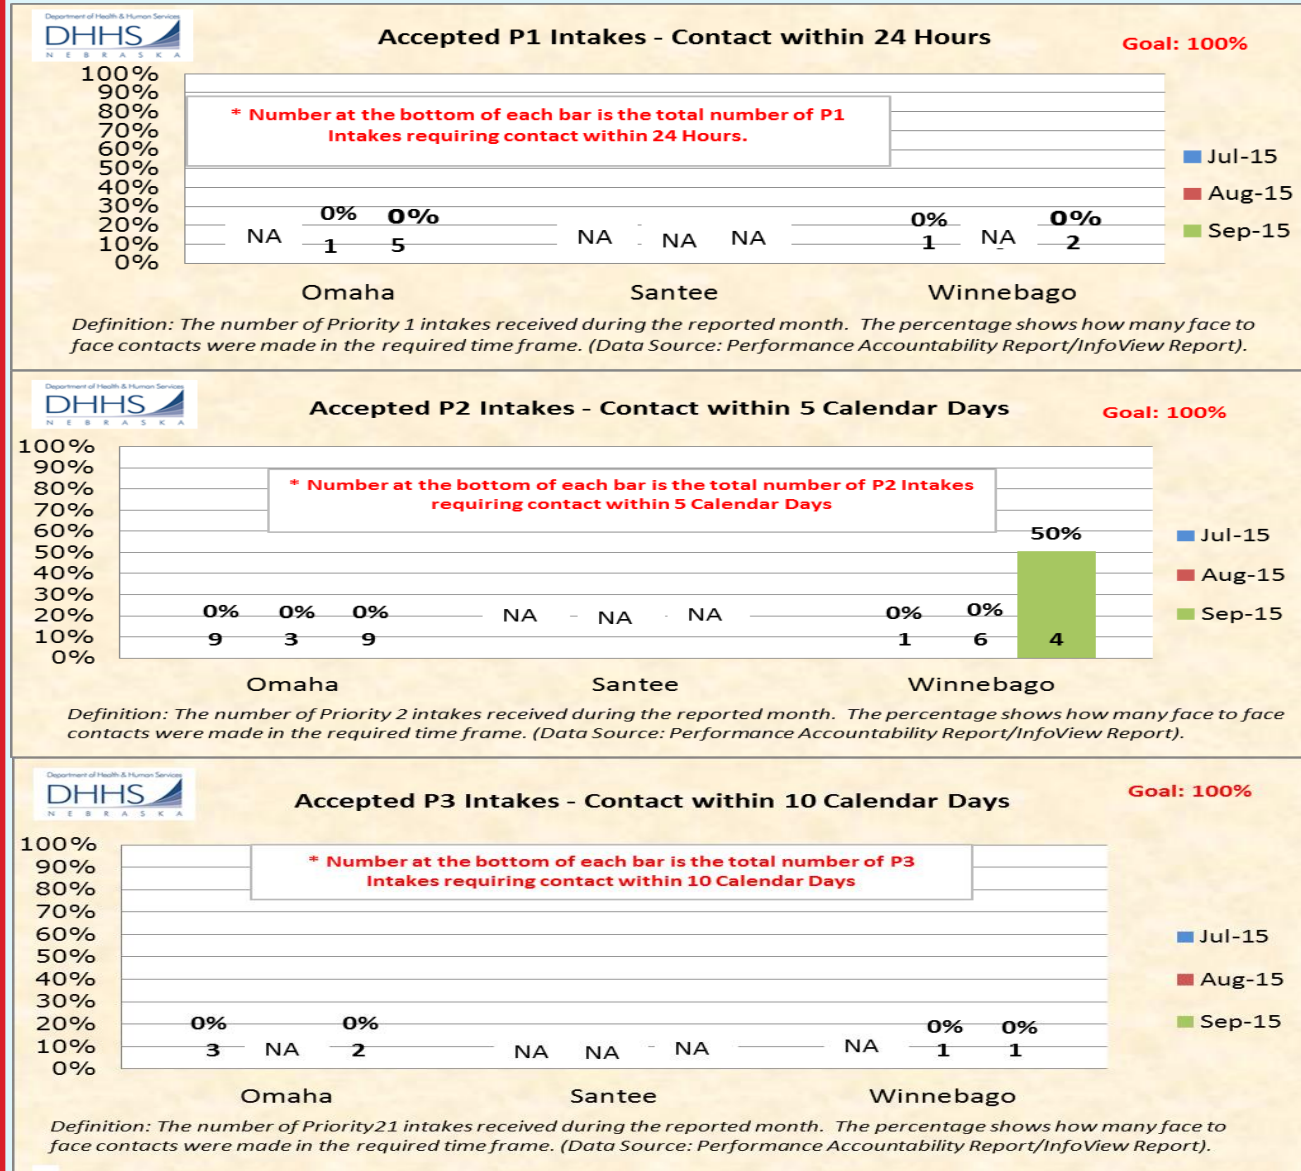 Department of Health & Human Services
DHHS
N E B R A S K A
Accepted P1 Intakes - Contact within 24 Hours
Goal: 100%
100%
90%
80%
70%
60%
50%
40%
30%
20%
10%
0%
* Number at the bottom of each bar is the total number of P1
Intakes requiring contact within 24 Hours.
NA
0%
1
0%
5
NA
NA
NA
0%
1
NA
0%
2
Jul-15
Aug-15
Sep-15
Omaha
Santee
Winnebago
Definition: The number of Priority 1 intakes received during the reported month. The percentage shows how many face to
face contacts were made in the required time frame. (Data Source: Performance Accountability Report/InfoView Report).
Department of Health & Human Services
DHHS
N E B R A S K A
Accepted P2 Intakes - Contact within 5 Calendar Days
Goal: 100%
100%
90%
80%
70%
60%
50%
40%
30%
20%
10%
0%
* Number at the bottom of each bar is the total number of P2 Intakes
requiring contact within 5 Calendar Days
0%
9
0%
3
0%
9
NA
NA
NA
0%
1
0%
6
50%
4
Jul-15
Aug-15
Sep-15
Omaha
Santee
Winnebago
Definition: The number of Priority 2 intakes received during the reported month. The percentage shows how many face to face
contacts were made in the required time frame. (Data Source: Performance Accountability Report/InfoView Report).
Department of Health & Human Services
DHHS
N E B R A S K A
Accepted P3 Intakes - Contact within 10 Calendar Days
Goal: 100%
100%
90%
80%
70%
60%
50%
40%
30%
20%
10%
0%
* Number at the bottom of each bar is the total number of P3
Intakes requiring contact within 10 Calendar Days
0%
3
NA
0%
2
NA
NA
NA
NA
0%
1
0%
1
Jul-15
Aug-15
Sep-15
Omaha
Santee
Winnebago
Definition: The number of Priority21 intakes received during the reported month. The percentage shows how many face to
face contacts were made in the required time frame. (Data Source: Performance Accountability Report/InfoView Report).